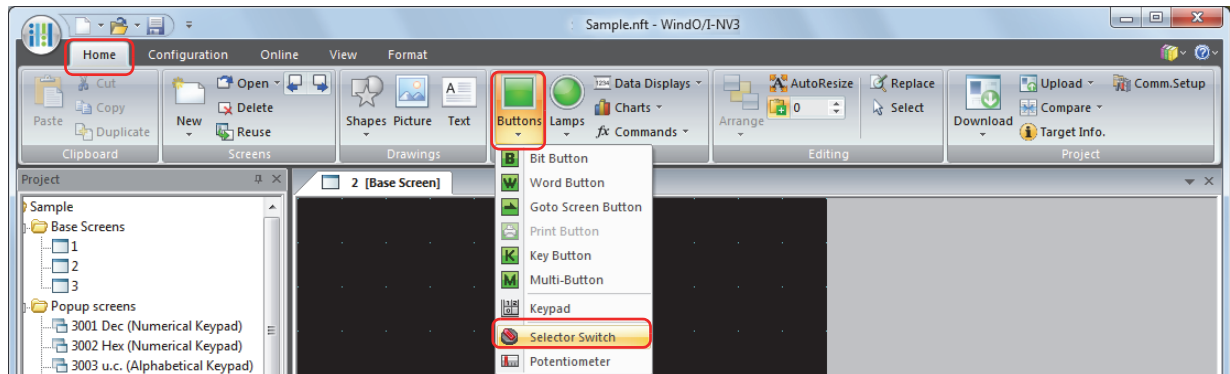 Sample.nft - WindO/I-NV3
Home Configuration Online View Format
Paste
Cut
Copy
Duplicate
Clipboard
New
Open
Delete
Reuse
Screens
Shapes
Picture
A
Text
Drawings
Buttons
Lamps
1234 Data Displays
Charts
fx Commands
Arrange
AutoResize
0
Replace
Select
Editing
Download
Upload
Compare
Target Info.
Comm.Setup
Project
Project
Sample
Base Screens
1
2
3
Popup screens
3001 Dec (Numerical Keypad)
3002 Hex (Numerical Keypad)
3003 u.c. (Alphabetical Keypad)
2 [Base Screen]
B Bit Button
W Word Button
Goto Screen Button
Print Button
K Key Button
M Multi-Button
Keypad
Selector Switch
Potentiometer